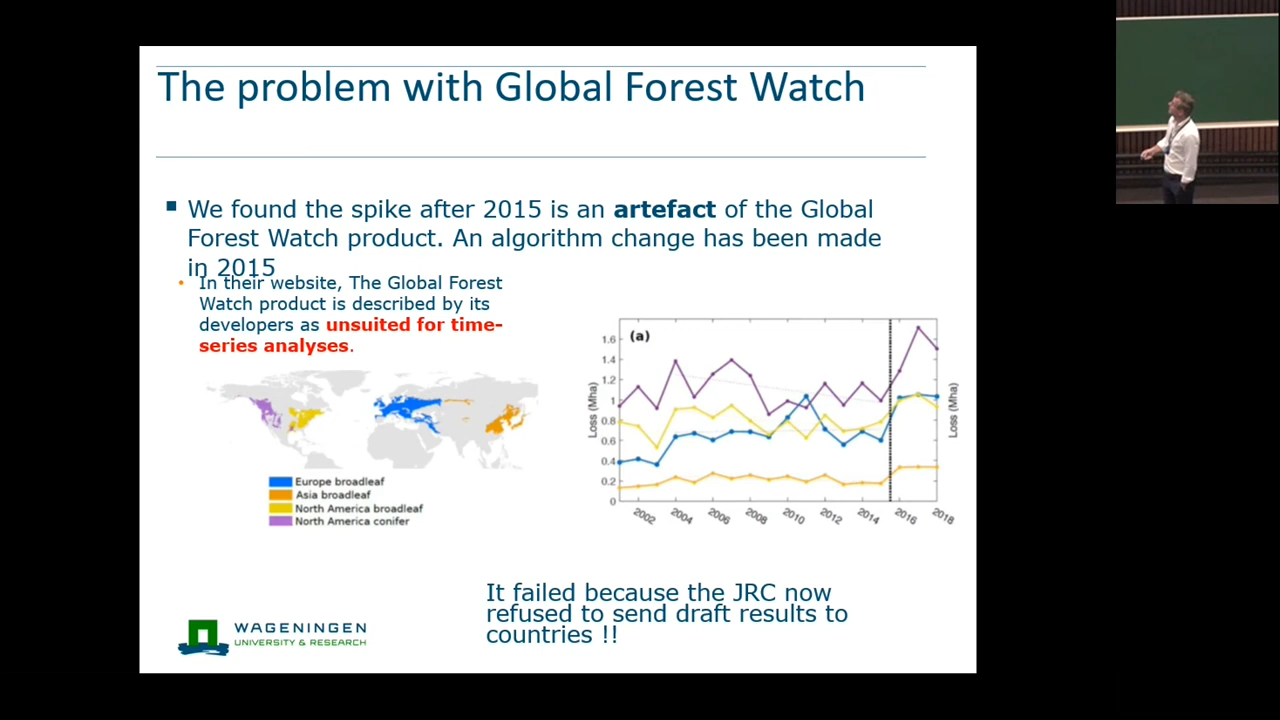 The problem with Global Forest Watch
We found the spike after 2015 is an artefact of the Global
Forest Watch product. An algorithm change has been made
in 2015
In their website, The Global Forest
Watch product is described by its
developers as unsuited for time-
series analyses.
Europe broadleaf
Asia broadleaf
North America broadleaf
North America conifer
(a)
Loss (Mha)
1.6
1.4
1.2
1
0.8
0.6
0.4
0.2
0
2002
2004
2006
2008
2010
2012
2014
2016
2018
Loss (Mha)
It failed because the JRC now
refused to send draft results to
countries !!
WAGENINGEN
UNIVERSITY & RESEARCH